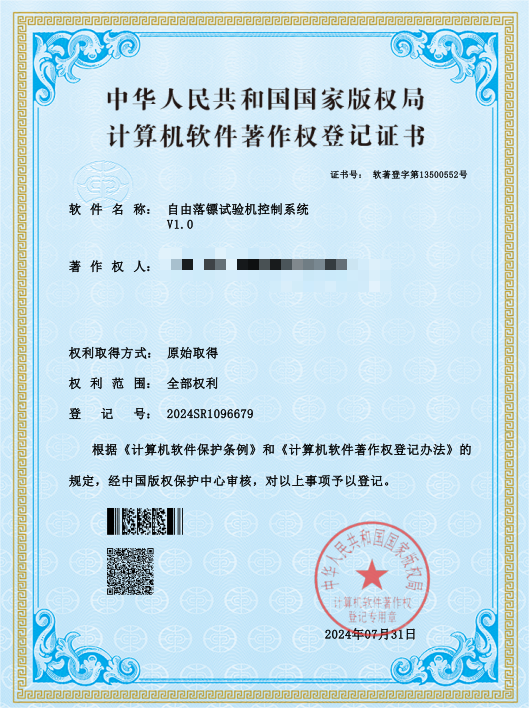 中华人民共和国国家版权局
计算机软件著作权登记证书
证书号： 软著登字第13500552号
软件名称： 自由落镖试验机控制系统
V1.0
著作权人：
权利取得方式： 原始取得
权利范围： 全部权利
登记号： 2024SR1096679
根据《计算机软件保护条例》和《计算机软件著作权登记办法》的
规定，经中国版权保护中心审核，对以上事项予以登记。
中华人民共和国国家版权局
计算机软件著作权
登记专用章
2024年07月31日